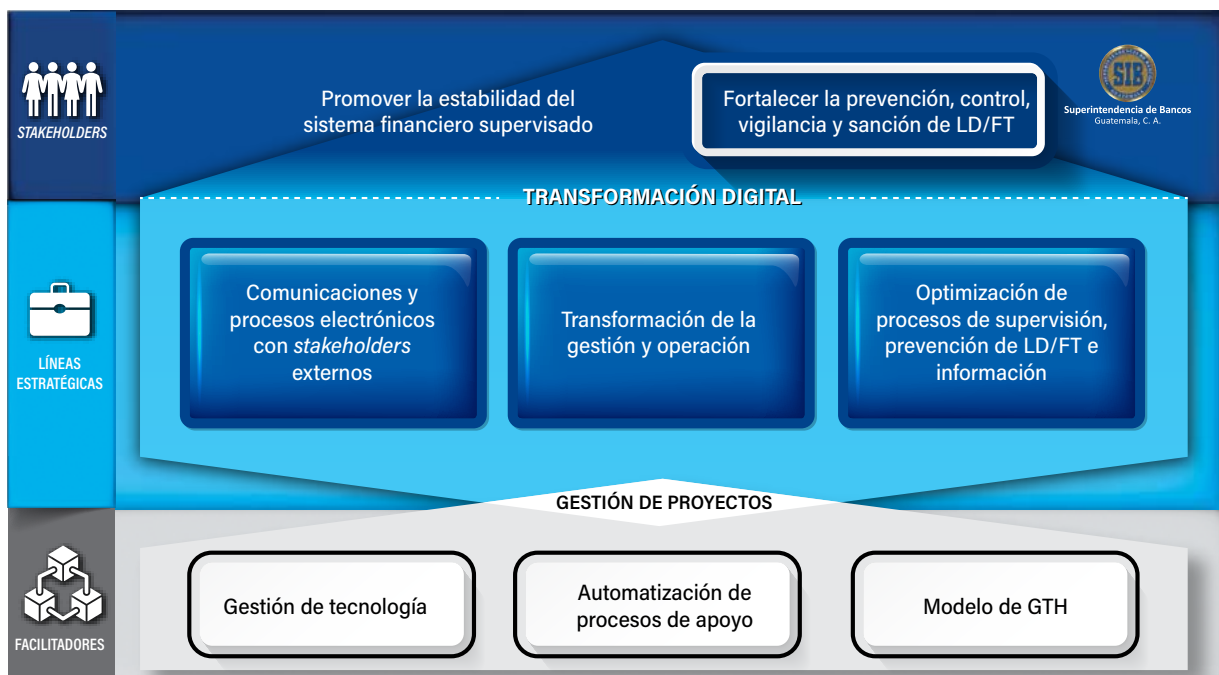 STAKEHOLDERS
Promover la estabilidad del
sistema financiero supervisado
Fortalecer la prevención, control,
vigilancia y sanción de LD/FT
SIB
Superintendencia de Bancos
Guatemala, C. A.
TRANSFORMACIÓN DIGITAL
LÍNEAS
ESTRATÉGICAS
Comunicaciones y
procesos electrónicos
con stakeholders
externos
Transformación de la
gestión y operación
Optimización de
procesos de supervisión,
prevención de LD/FT e
información
GESTIÓN DE PROYECTOS
FACILITADORES
Gestión de tecnología
Automatización de
procesos de apoyo
Modelo de GTH